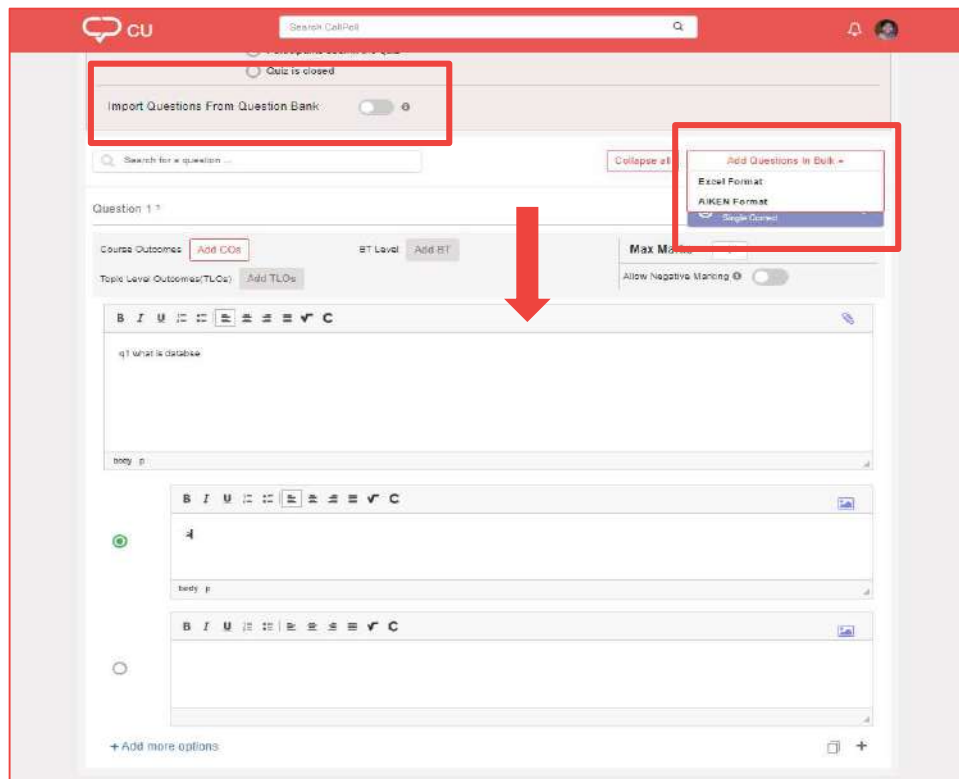 CU
Search CollPoll
Quiz is closed
Import Questions From Question Bank
Search for a question ...
Collapse all
Add Questions In Bulk
Excel Format
AIKEN Format
Single Correct
Question 1
Course Outcomes Add COs BT Level Add BT Max Marks
Topic Level Outcomes(TLOs) Add TLOs Allow Negative Marking
B I U C
q1 what is databse
body p
B I U C
a
body p
B I U C
+ Add more options